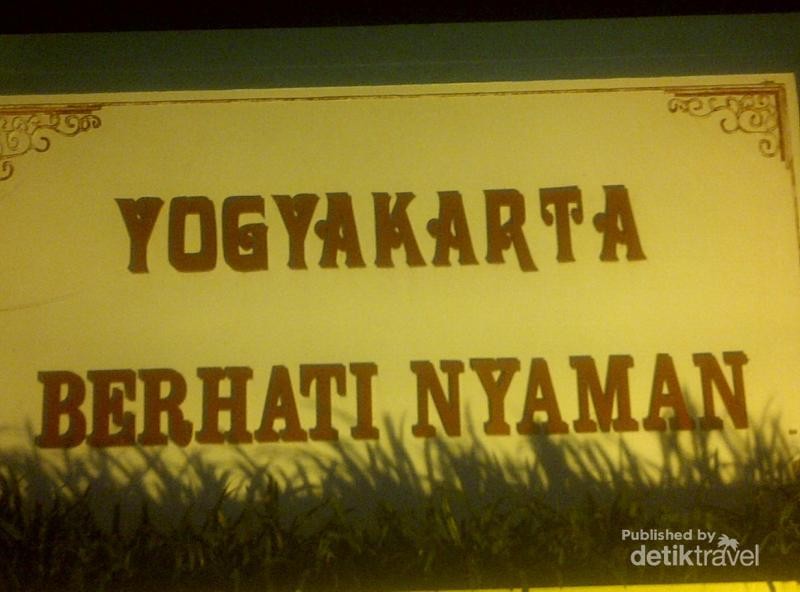 YOGYAKARTA
BERHATI NYAMAN
Published by
detiktravel